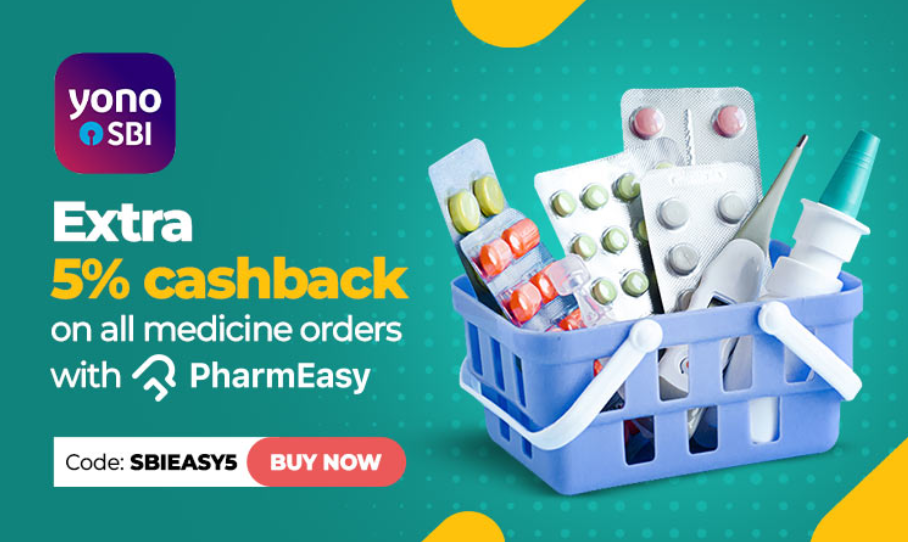 yono
SBI
Extra
5% cashback
on all medicine orders
with PharmEasy
Code: SBIEASY5 BUY NOW